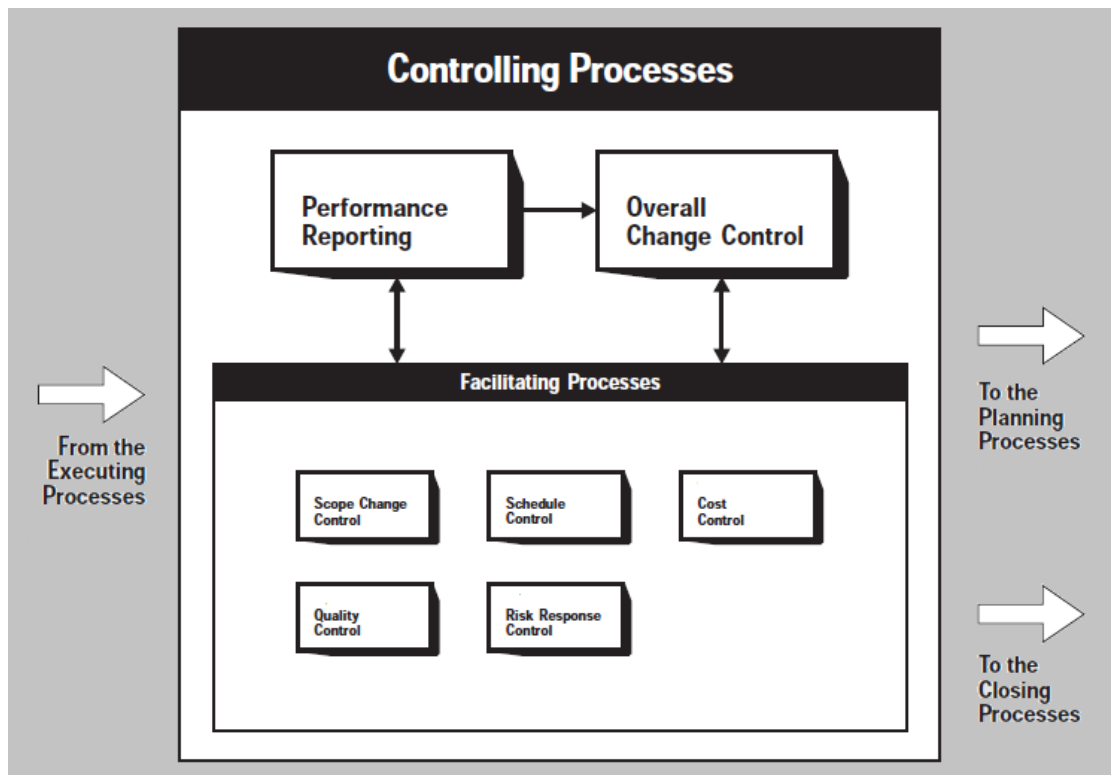 Controlling Processes
Performance
Reporting
Overall
Change Control
Facilitating Processes
From the
Executing
Processes
To the
Planning
Processes
Scope Change
Control
Schedule
Control
Cost
Control
Quality
Control
Risk Response
Control
To the
Closing
Processes